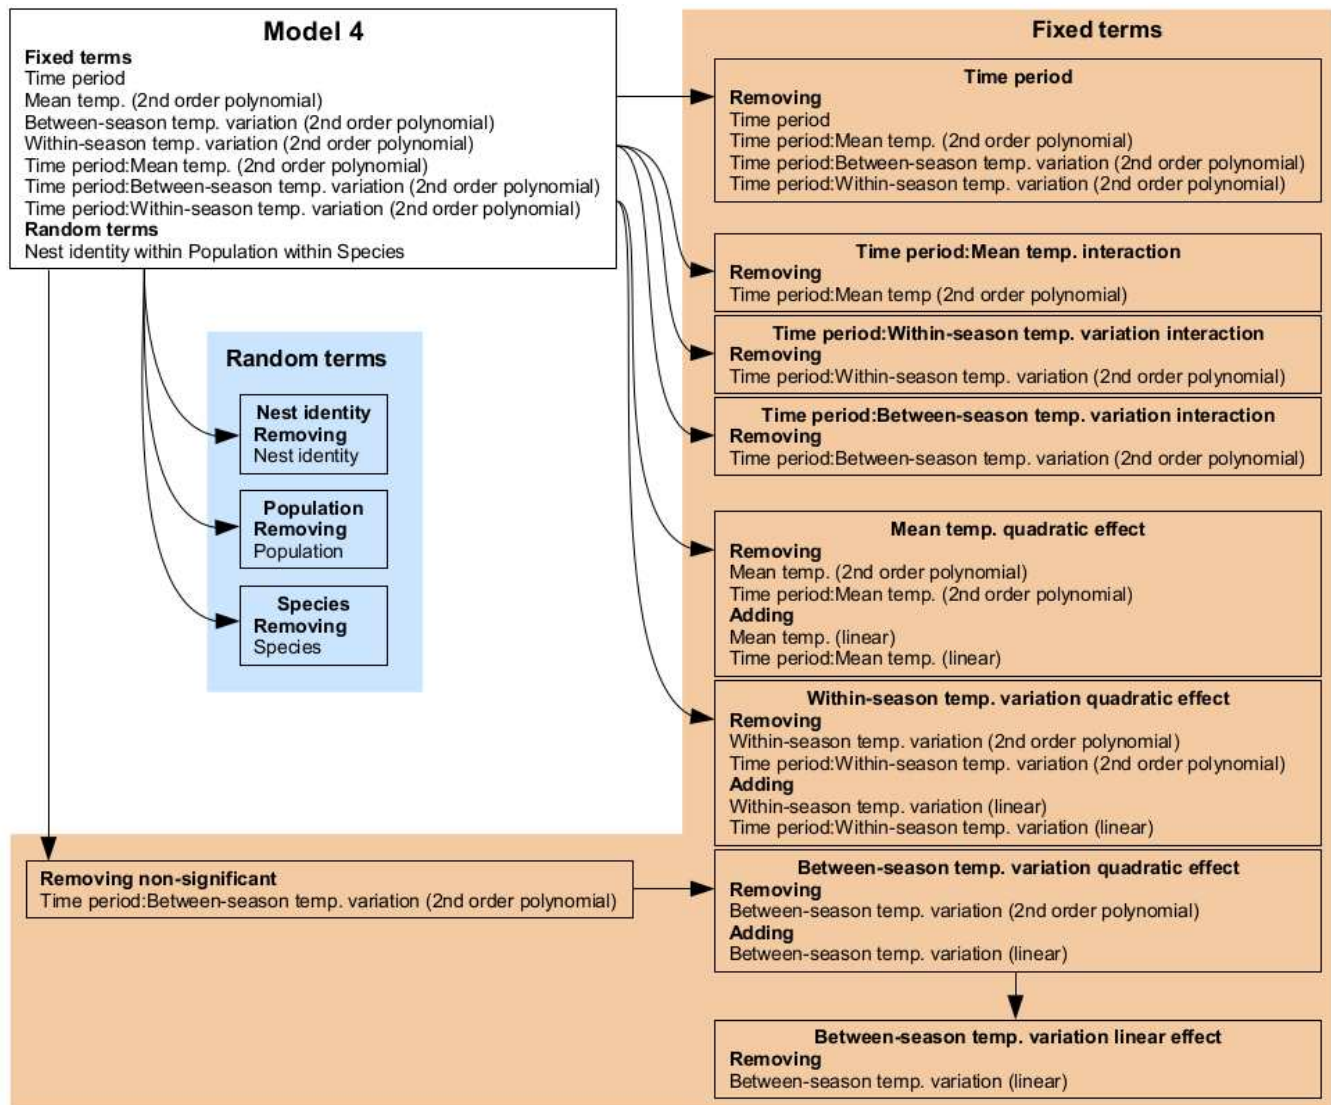 Model 4
Fixed terms
Time period
Mean temp. (2nd order polynomial)
Between-season temp. variation (2nd order polynomial)
Within-season temp. variation (2nd order polynomial)
Time period:Mean temp. (2nd order polynomial)
Time period:Between-season temp. variation (2nd order polynomial)
Time period:Within-season temp. variation (2nd order polynomial)
Random terms
Nest identity within Population within Species
Random terms
Nest identity
Removing
Nest identity
Population
Removing
Population
Species
Removing
Species
Removing non-significant
Time period:Between-season temp. variation (2nd order polynomial)
Fixed terms
Time period
Removing
Time period
Time period:Mean temp. (2nd order polynomial)
Time period:Between-season temp. variation (2nd order polynomial)
Time period:Within-season temp. variation (2nd order polynomial)
Time period:Mean temp. interaction
Removing
Time period:Mean temp (2nd order polynomial)
Time period:Within-season temp. variation interaction
Removing
Time period:Within-season temp. variation (2nd order polynomial)
Time period:Between-season temp. variation interaction
Removing
Time period:Between-season temp. variation (2nd order polynomial)
Mean temp. quadratic effect
Removing
Mean temp. (2nd order polynomial)
Time period:Mean temp. (2nd order polynomial)
Adding
Mean temp. (linear)
Time period:Mean temp. (linear)
Within-season temp. variation quadratic effect
Removing
Within-season temp. variation (2nd order polynomial)
Time period:Within-season temp. variation (2nd order polynomial)
Adding
Within-season temp. variation (linear)
Time period:Within-season temp. variation (linear)
Between-season temp. variation quadratic effect
Removing
Between-season temp. variation (2nd order polynomial)
Adding
Between-season temp. variation (linear)
Between-season temp. variation linear effect
Removing
Between-season temp. variation (linear)